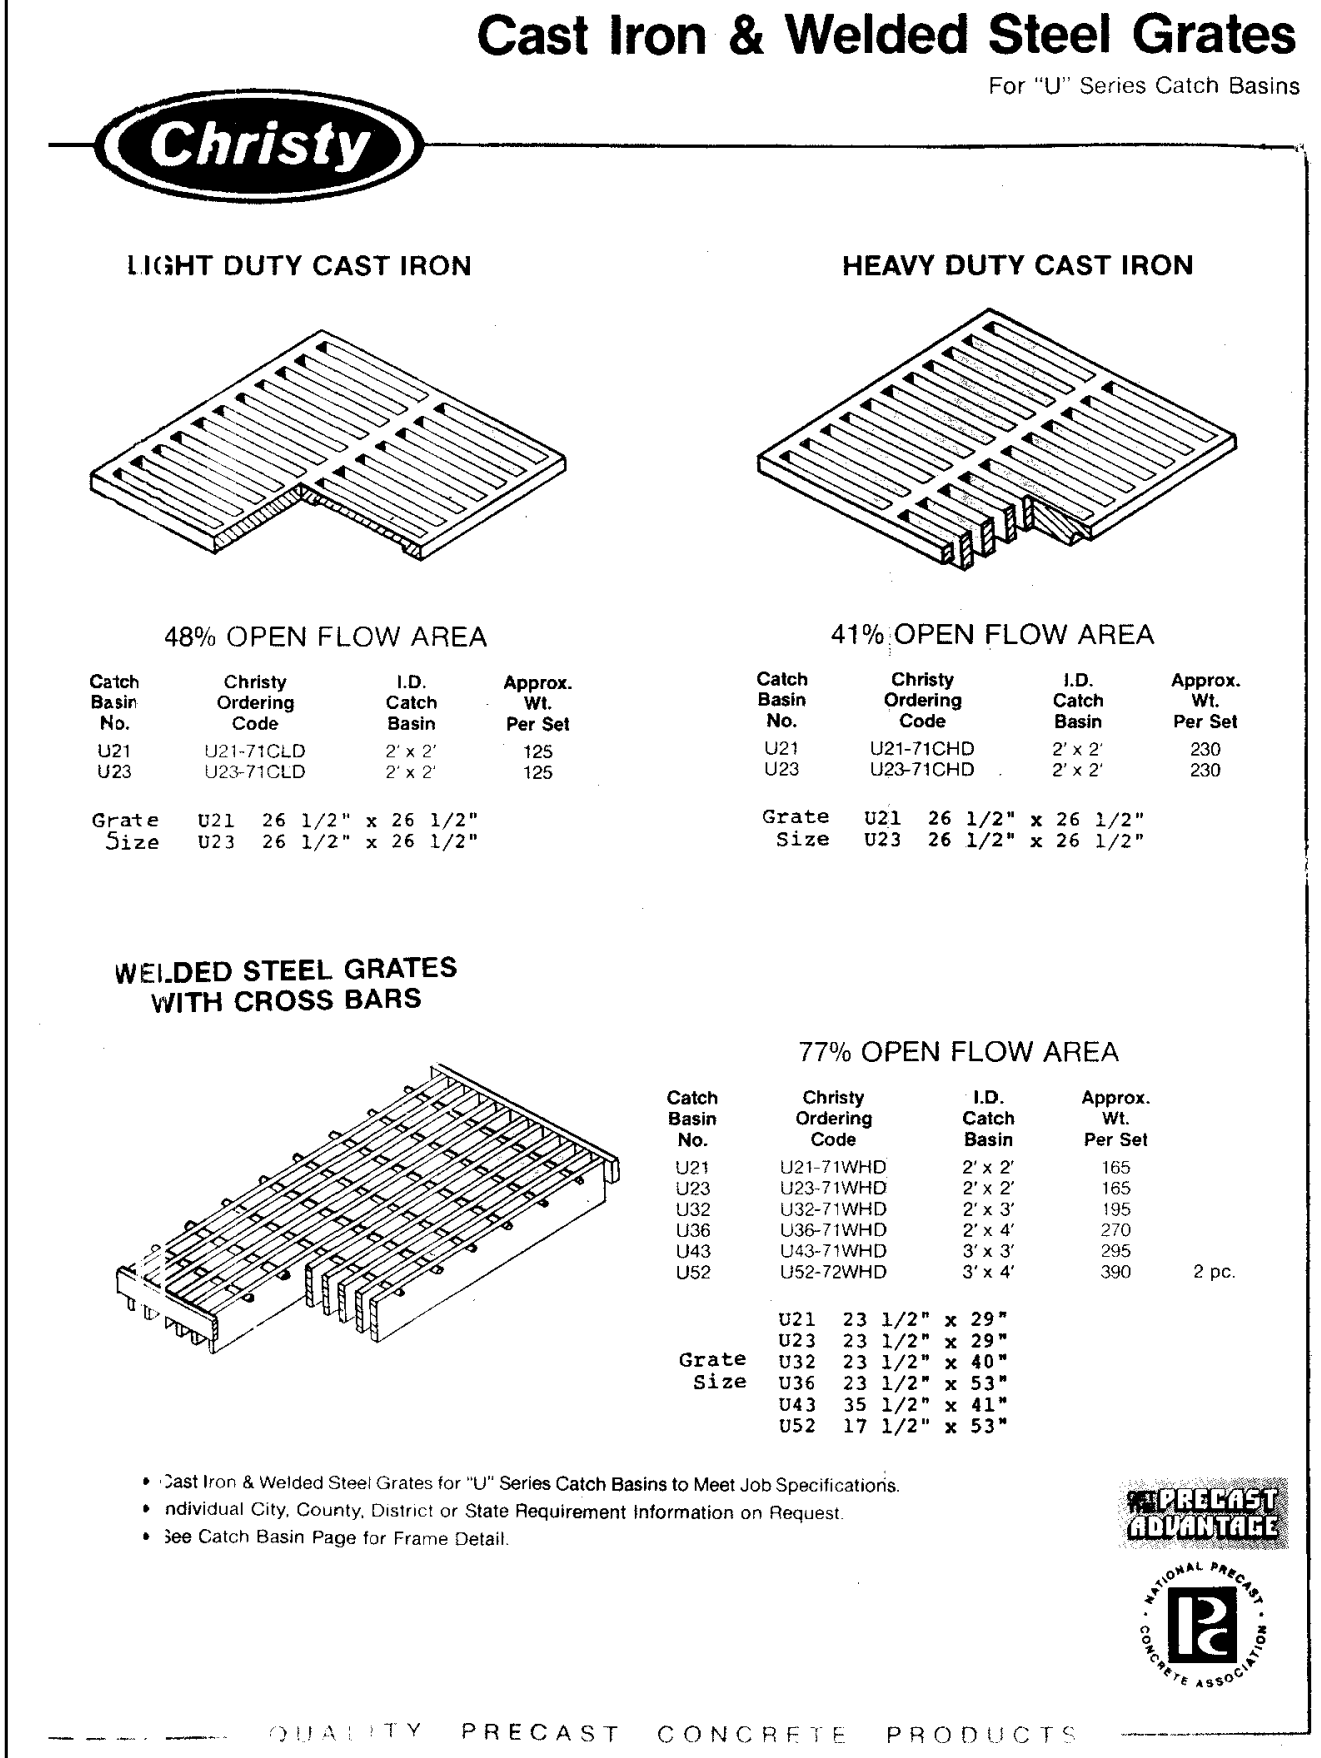 Cast Iron & Welded Steel Grates
For "U" Series Catch Basins
Christy
LIGHT DUTY CAST IRON
48% OPEN FLOW AREA
Catch Christy I.D. Approx.
Basin Ordering Catch Wt.
No. Code Basin Per Set
U21 U21-71CLD 2' x 2' 125
U23 U23-71CLD 2' x 2' 125
Grate U21 26 1/2" x 26 1/2"
Size U23 26 1/2" x 26 1/2"
HEAVY DUTY CAST IRON
41% OPEN FLOW AREA
Catch Christy I.D. Approx.
Basin Ordering Catch Wt.
No. Code Basin Per Set
U21 U21-71CHD 2' x 2' 230
U23 U23-71CHD 2' x 2' 230
Grate U21 26 1/2" x 26 1/2"
Size U23 26 1/2" x 26 1/2"
WELDED STEEL GRATES
WITH CROSS BARS
77% OPEN FLOW AREA
Catch Christy I.D. Approx.
Basin Ordering Catch Wt.
No. Code Basin Per Set
U21 U21-71WHD 2' x 2' 165
U23 U23-71WHD 2' x 2' 165
U32 U32-71WHD 2' x 3' 195
U36 U36-71WHD 2' x 4' 270
U43 U43-71WHD 3' x 3' 295
U52 U52-72WHD 3' x 4' 390 2 pc.
U21 23 1/2" x 29"
U23 23 1/2" x 29"
Grate U32 23 1/2" x 40"
Size U36 23 1/2" x 53"
U43 35 1/2" x 41"
U52 17 1/2" x 53"
• Cast Iron & Welded Steel Grates for "U" Series Catch Basins to Meet Job Specifications.
• Individual City, County, District or State Requirement Information on Request.
• See Catch Basin Page for Frame Detail.
PRECAST
ADVANTAGE
NATIONAL PRECAST
PC
CONCRETE ASSOCIATION
QUALITY PRECAST CONCRETE PRODUCTS